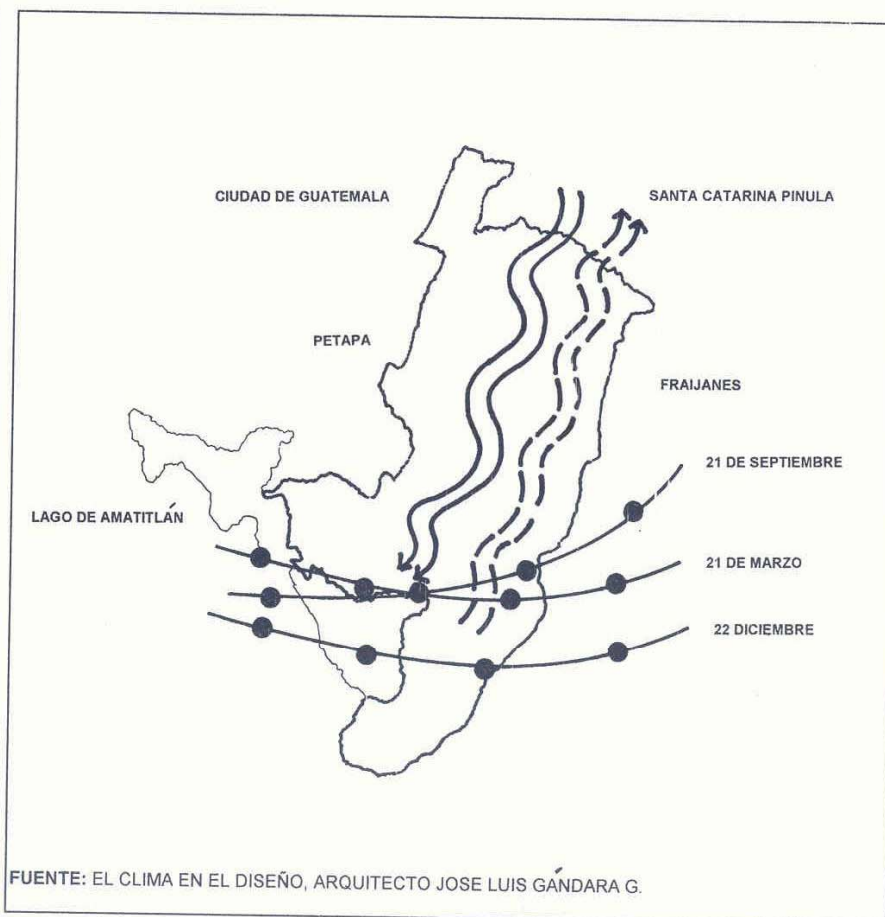 CIUDAD DE GUATEMALA
SANTA CATARINA PINULA
PETAPA
FRAIJANES
21 DE SEPTIEMBRE
LAGO DE AMATITLÁN
21 DE MARZO
22 DICIEMBRE
FUENTE: EL CLIMA EN EL DISEÑO, ARQUITECTO JOSE LUIS GÁNDARA G.